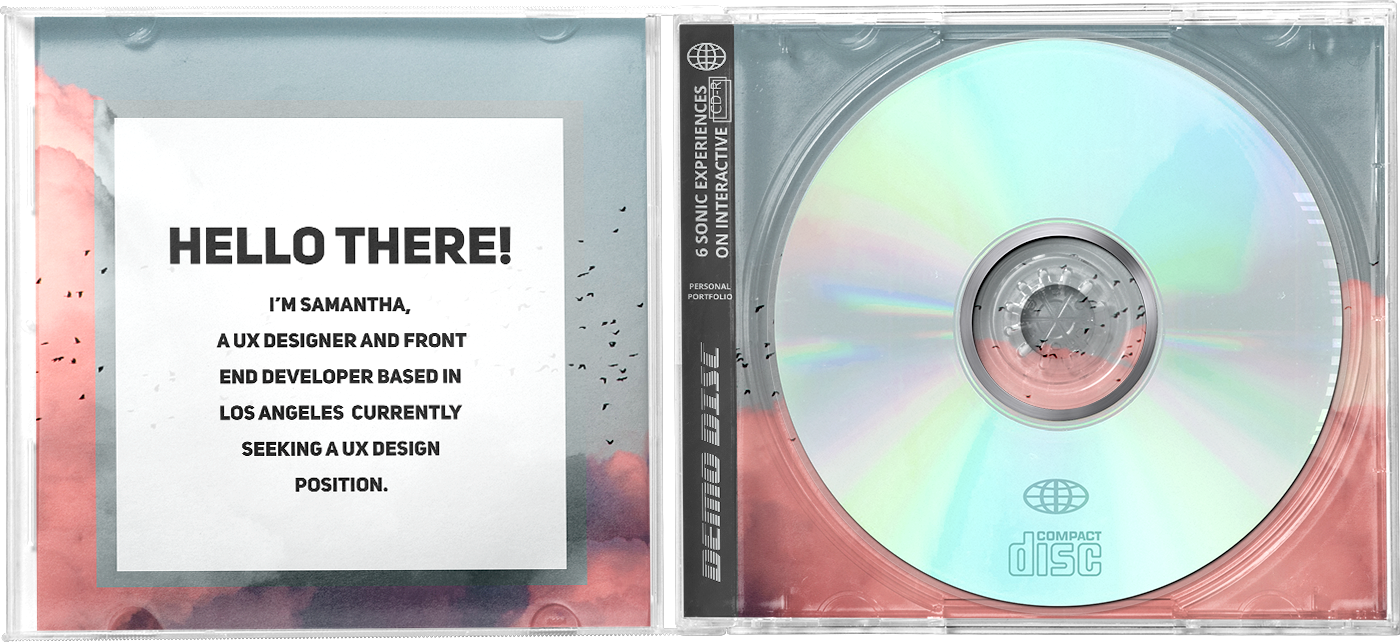 HELLO THERE!
I'M SAMANTHA,
A UX DESIGNER AND FRONT
END DEVELOPER BASED IN
LOS ANGELES CURRENTLY
SEEKING A UX DESIGN
POSITION.
6 SONIC EXPERIENCES
ON INTERACTIVE CD-R
PERSONAL
PORTFOLIO
DEMO DISC
COMPACT
disc